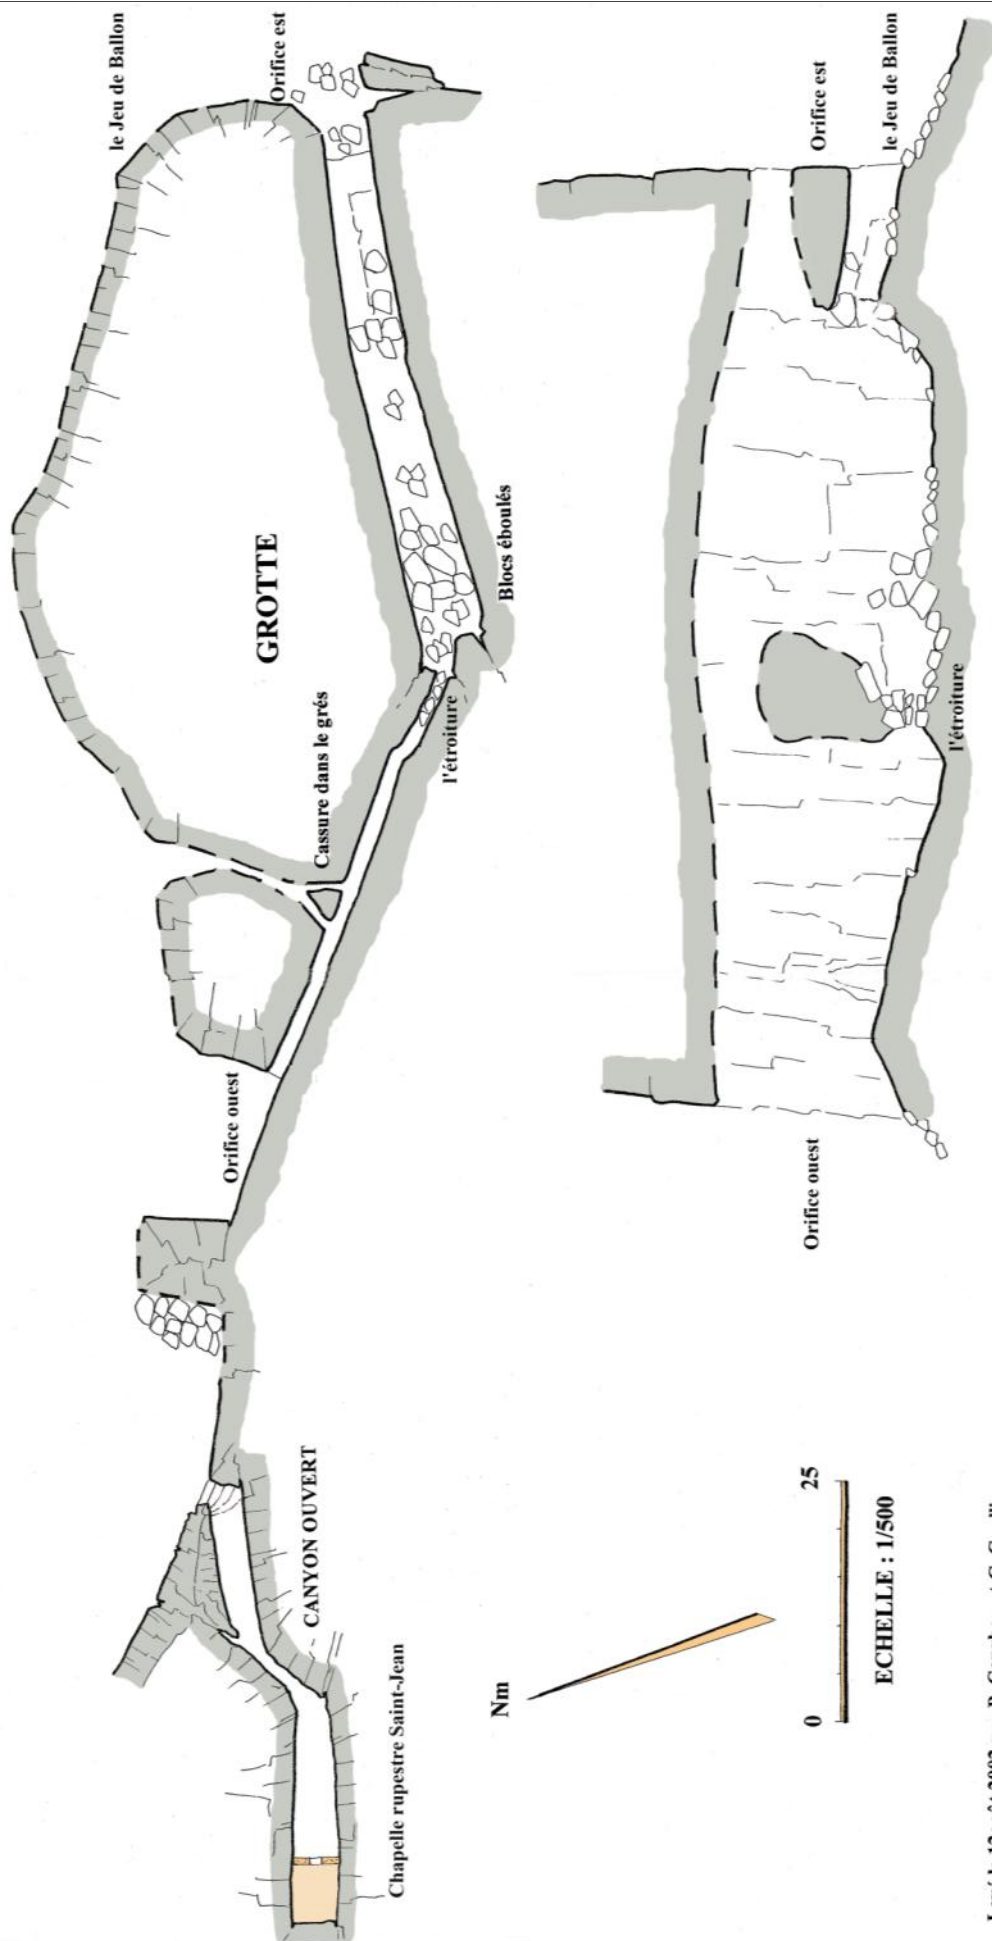 le Jeu de Ballon
Orifice est
GROTTE
Cassure dans le grés
Blocs éboulés
l'étroiture
Orifice ouest
CANYON OUVERT
Chapelle rupestre Saint-Jean
Orifice est
le Jeu de Ballon
l'étroiture
Orifice ouest
Nm
0
25
ECHELLE : 1/500